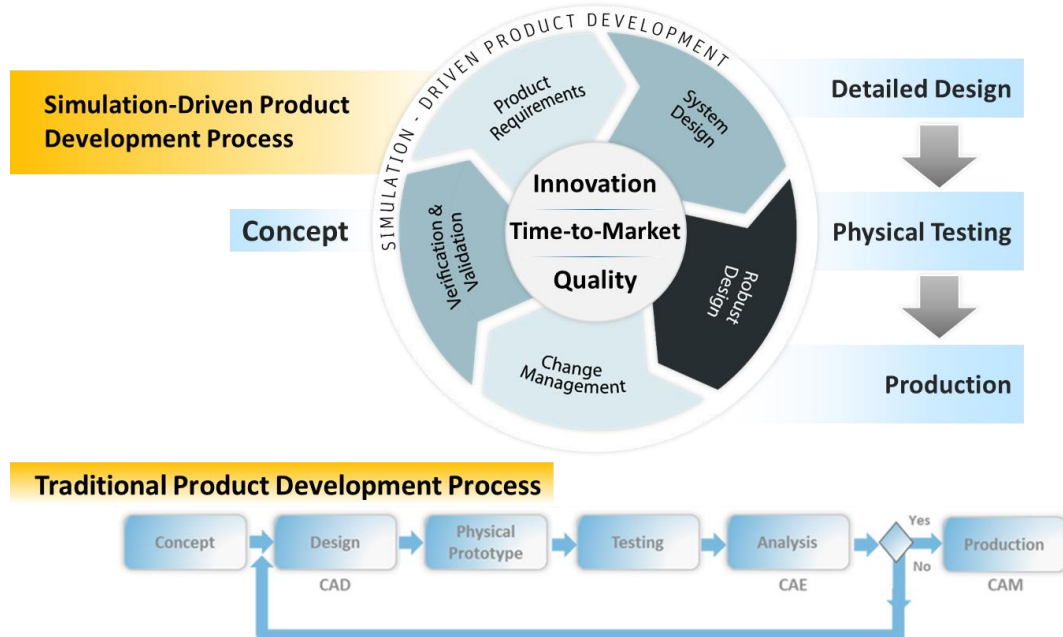 SIMULATION - DRIVEN PRODUCT DEVELOPMENT
Simulation-Driven Product
Development Process
Concept
Product
Requirements
System
Design
Robust
Design
Change
Management
Verification &
Validation
Innovation
Time-to-Market
Quality
Detailed Design
Physical Testing
Production
Traditional Product Development Process
Concept
Design
CAD
Physical
Prototype
Testing
Analysis
CAE
Yes
No
Production
CAM